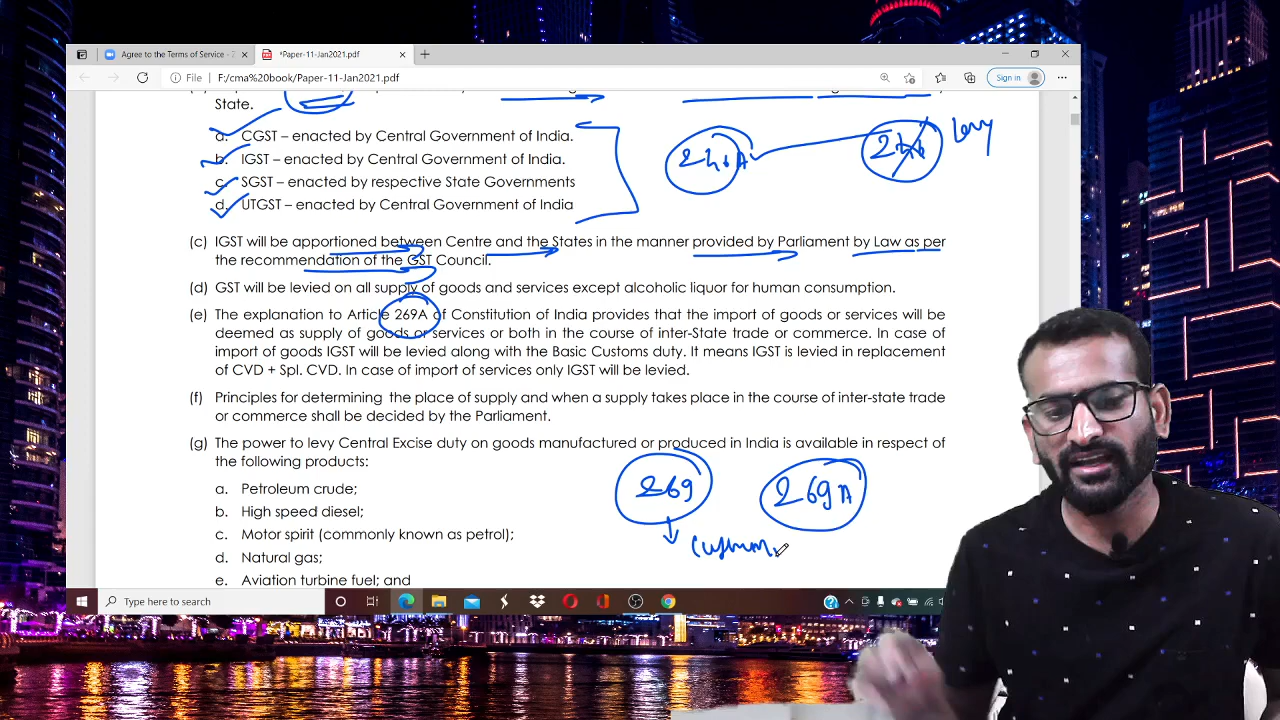 Agree to the Terms of Service - Z
*Paper-11-Jan2021.pdf
File F:/cma%20book/Paper-11-Jan2021.pdf
Sign in
State.
a. CGST – enacted by Central Government of India.
b. IGST – enacted by Central Government of India.
c. SGST – enacted by respective State Governments
d. UTGST – enacted by Central Government of India
246A
levy
(c) IGST will be apportioned between Centre and the States in the manner provided by Parliament by Law as per
the recommendation of the GST Council.
(d) GST will be levied on all supply of goods and services except alcoholic liquor for human consumption.
(e) The explanation to Article 269A of Constitution of India provides that the import of goods or services will be
deemed as supply of goods or services or both in the course of inter-State trade or commerce. In case of
import of goods IGST will be levied along with the Basic Customs duty. It means IGST is levied in replacement
of CVD + Spl. CVD. In case of import of services only IGST will be levied.
(f) Principles for determining the place of supply and when a supply takes place in the course of inter-state trade
or commerce shall be decided by the Parliament.
(g) The power to levy Central Excise duty on goods manufactured or produced in India is available in respect of
the following products:
a. Petroleum crude;
b. High speed diesel;
c. Motor spirit (commonly known as petrol);
d. Natural gas;
e. Aviation turbine fuel; and
269
269A
Type here to search